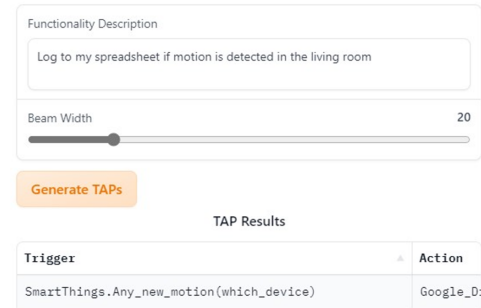 Functionality Description
Log to my spreadsheet if motion is detected in the living room
Beam Width 20
Generate TAPs
TAP Results
Trigger Action
SmartThings.Any_new_motion(which_device) Google_D